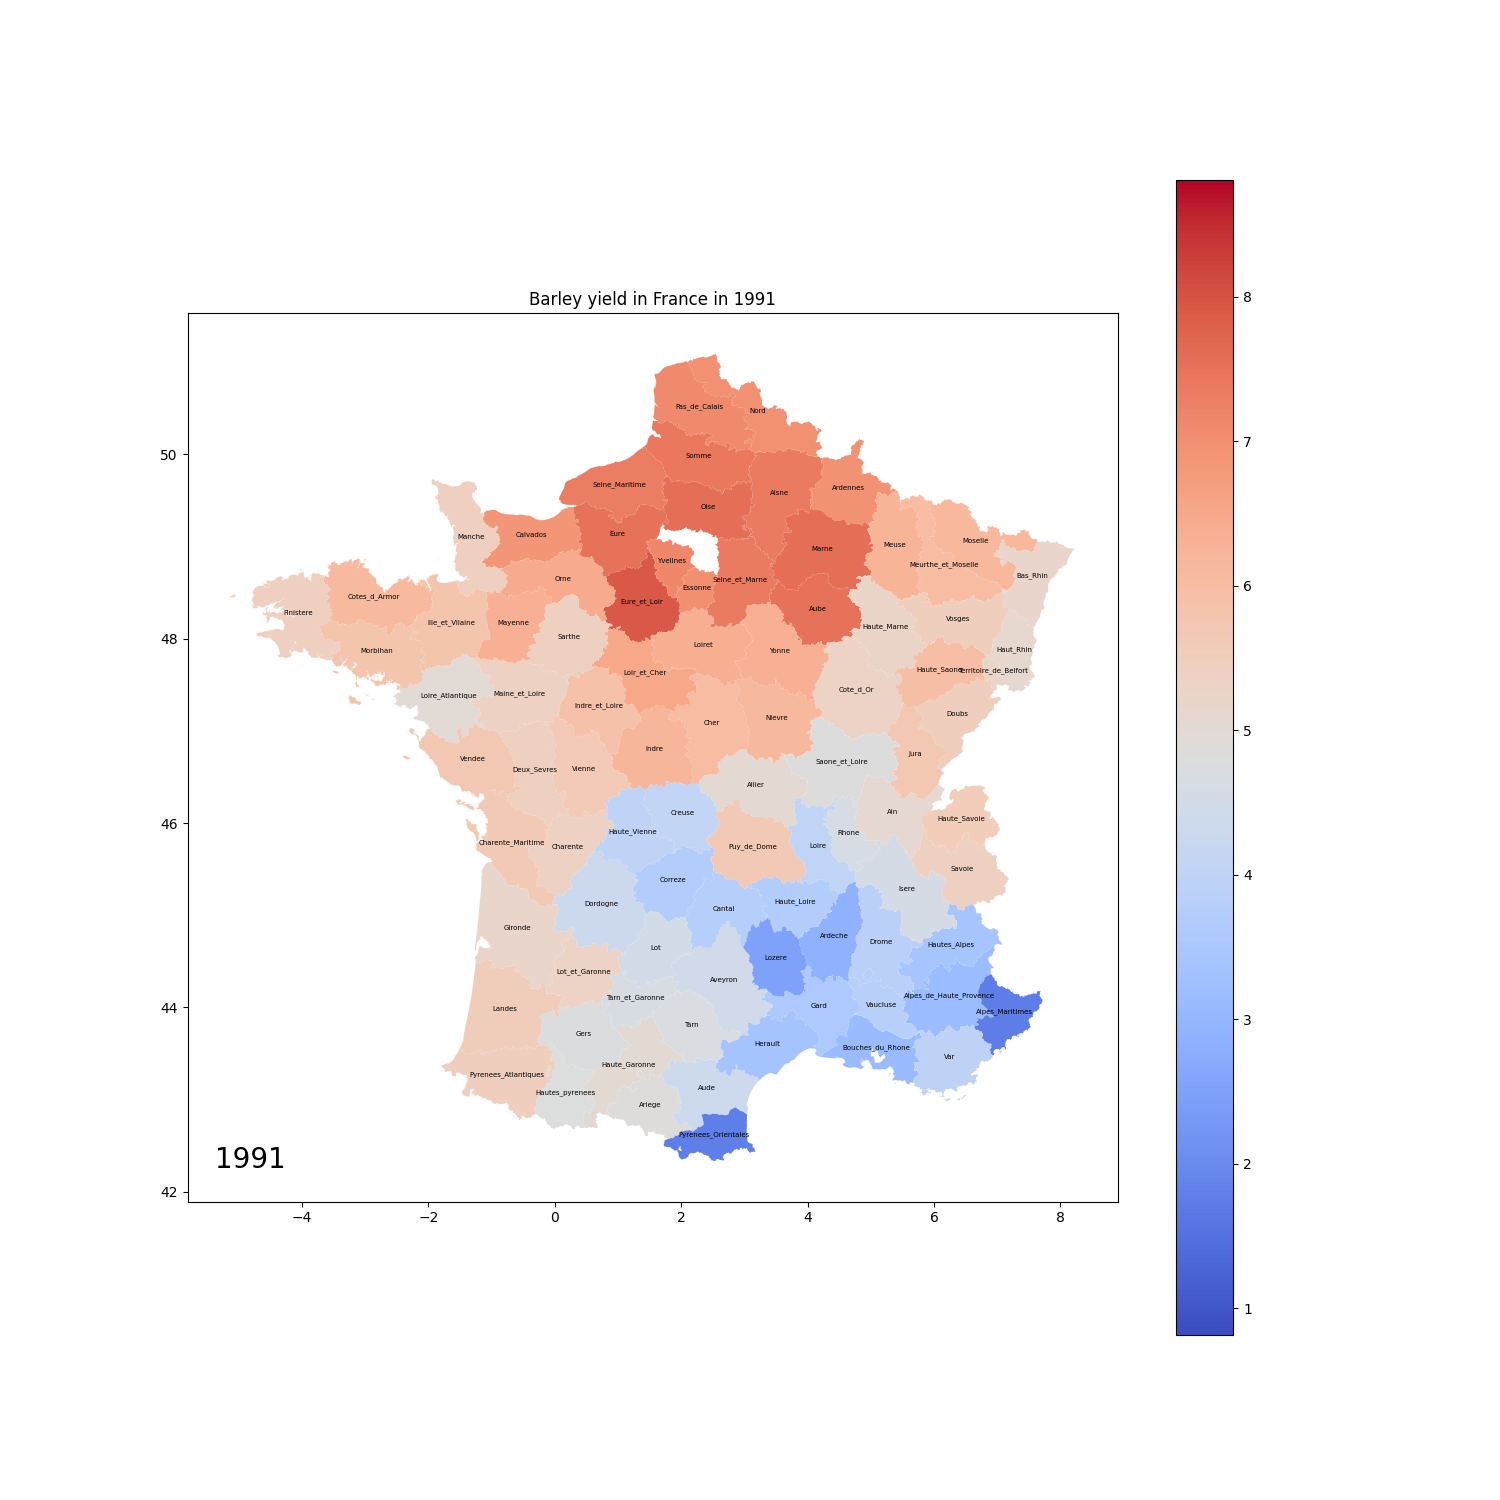 Barley yield in France in 1991
8
7
6
5
4
3
2
1
50
48
46
44
42
−4
−2
0
2
4
6
8
1991
Pas_de_Calais
Nord
Somme
Seine_Maritime
Oise
Aisne
Ardennes
Manche
Calvados
Eure
Yvelines
Marne
Meuse
Moselle
Meurthe_et_Moselle
Bas_Rhin
Orne
Essonne
Seine_et_Marne
Eure_et_Loir
Aube
Cotes_d_Armor
Finistere
Ille_et_Vilaine
Mayenne
Sarthe
Morbihan
Loiret
Yonne
Haute_Marne
Vosges
Haut_Rhin
Haute_Saone
Territoire_de_Belfort
Loir_et_Cher
Loire_Atlantique
Maine_et_Loire
Indre_et_Loire
Cote_d_Or
Doubs
Cher
Nievre
Indre
Jura
Vendee
Deux_Sevres
Vienne
Saone_et_Loire
Allier
Ain
Creuse
Haute_Vienne
Rhone
Haute_Savoie
Charente_Maritime
Charente
Puy_de_Dome
Loire
Savoie
Correze
Isere
Dordogne
Cantal
Haute_Loire
Gironde
Lot
Ardeche
Drome
Hautes_Alpes
Lozere
Lot_et_Garonne
Aveyron
Tarn_et_Garonne
Alpes_de_Haute_Provence
Landes
Gard
Vaucluse
Alpes_Maritimes
Gers
Tarn
Herault
Bouches_du_Rhone
Var
Haute_Garonne
Pyrenees_Atlantiques
Hautes_pyrenees
Aude
Ariege
Pyrenees_Orientales